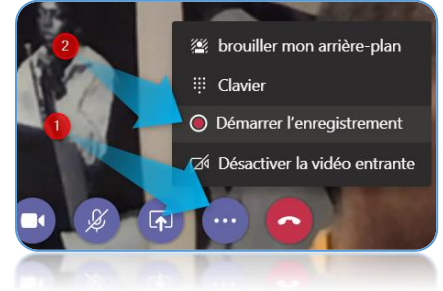 brouiller mon arrière-plan
Clavier
2
Démarrer l'enregistrement
1
Désactiver la vidéo entrante